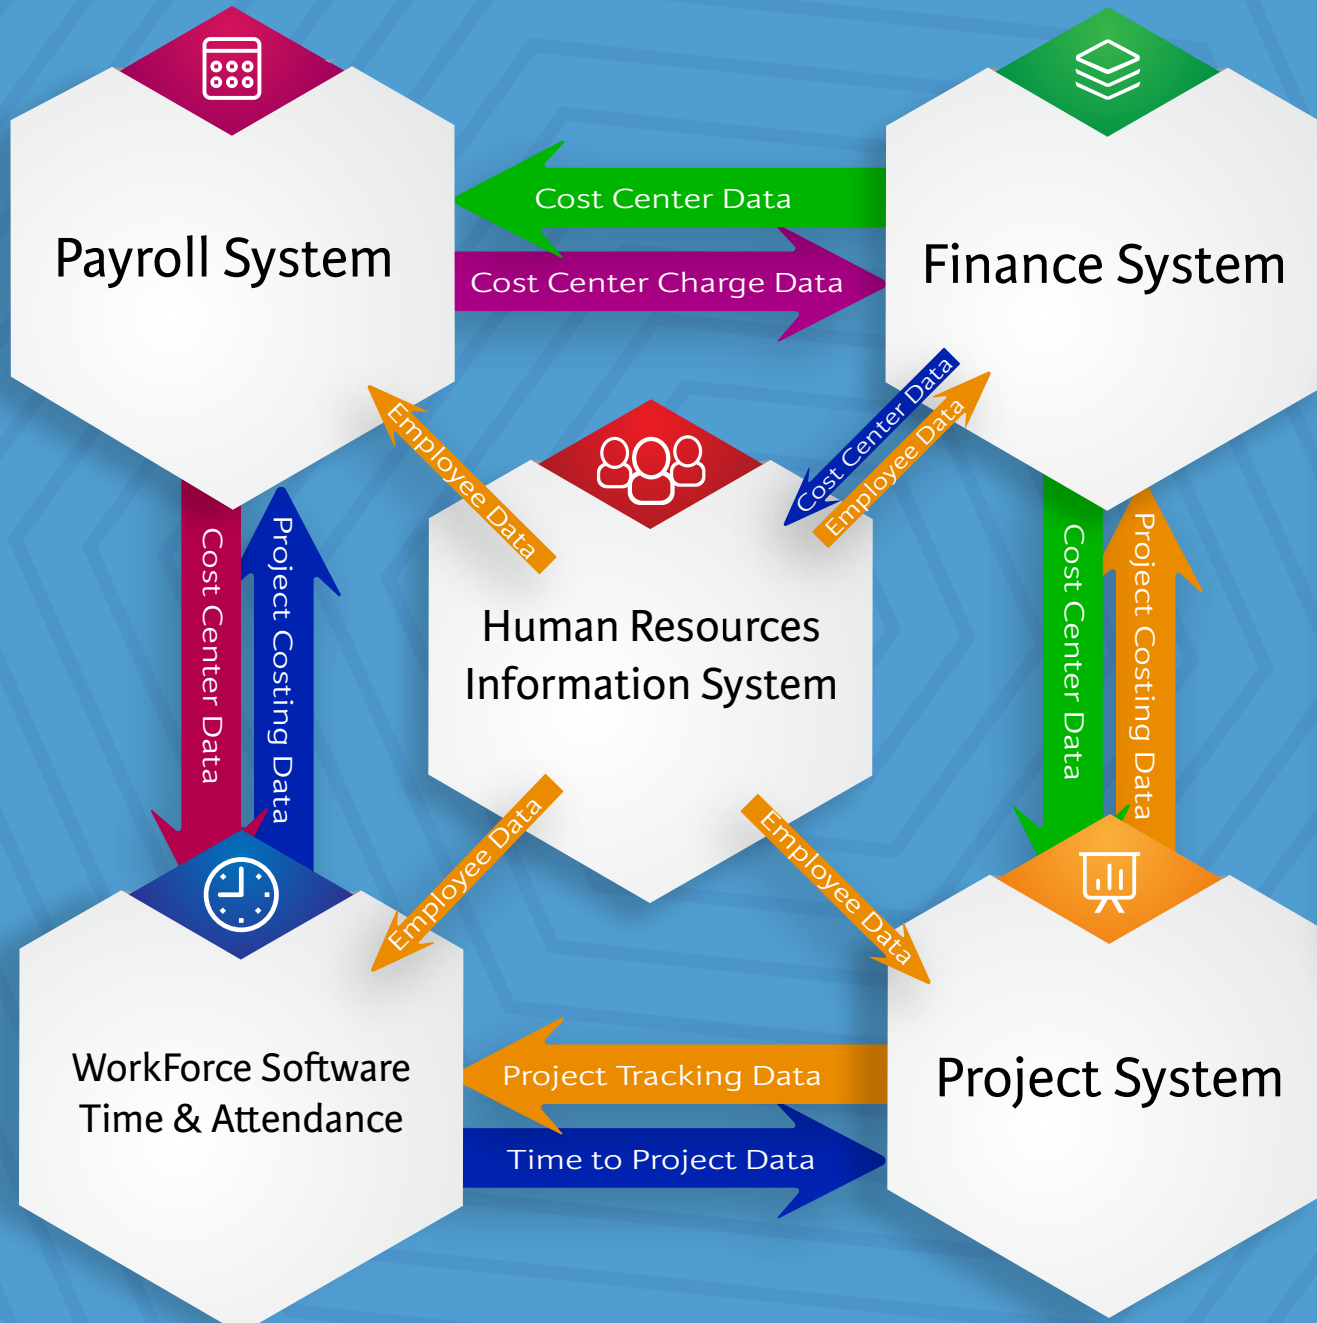 Cost Center Data
Payroll System
Finance System
Cost Center Charge Data
Employee Data
Cost Center Data
Employee Data
Cost Center Data
Project Costing Data
Human Resources
Information System
Cost Center Data
Project Costing Data
Employee Data
Employee Data
WorkForce Software
Time & Attendance
Project Tracking Data
Project System
Time to Project Data